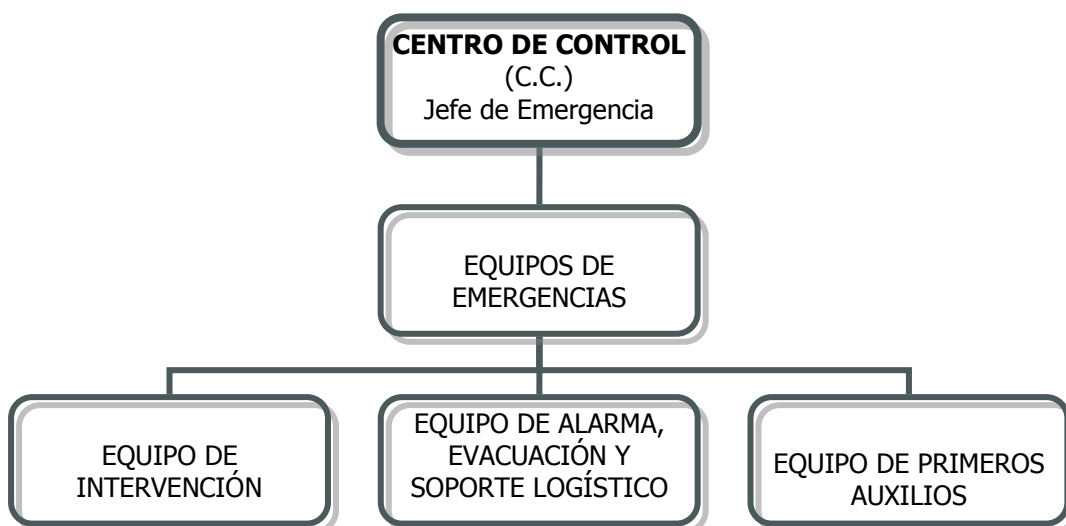 CENTRO DE CONTROL
(C.C.)
Jefe de Emergencia
EQUIPOS DE
EMERGENCIAS
EQUIPO DE
INTERVENCIÓN
EQUIPO DE ALARMA,
EVACUACIÓN Y
SOPORTE LOGÍSTICO
EQUIPO DE PRIMEROS
AUXILIOS